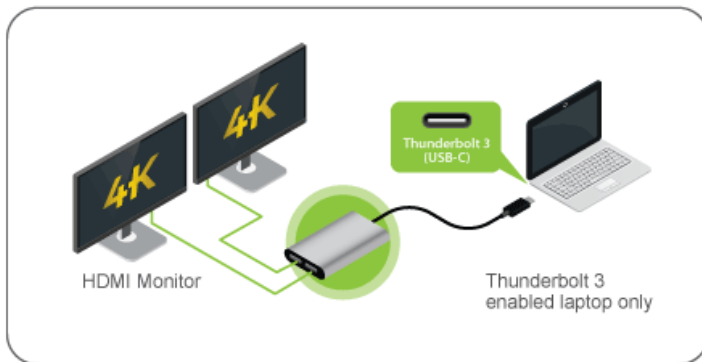 4K
4K
Thunderbolt 3
(USB-C)
HDMI Monitor
Thunderbolt 3
enabled laptop only